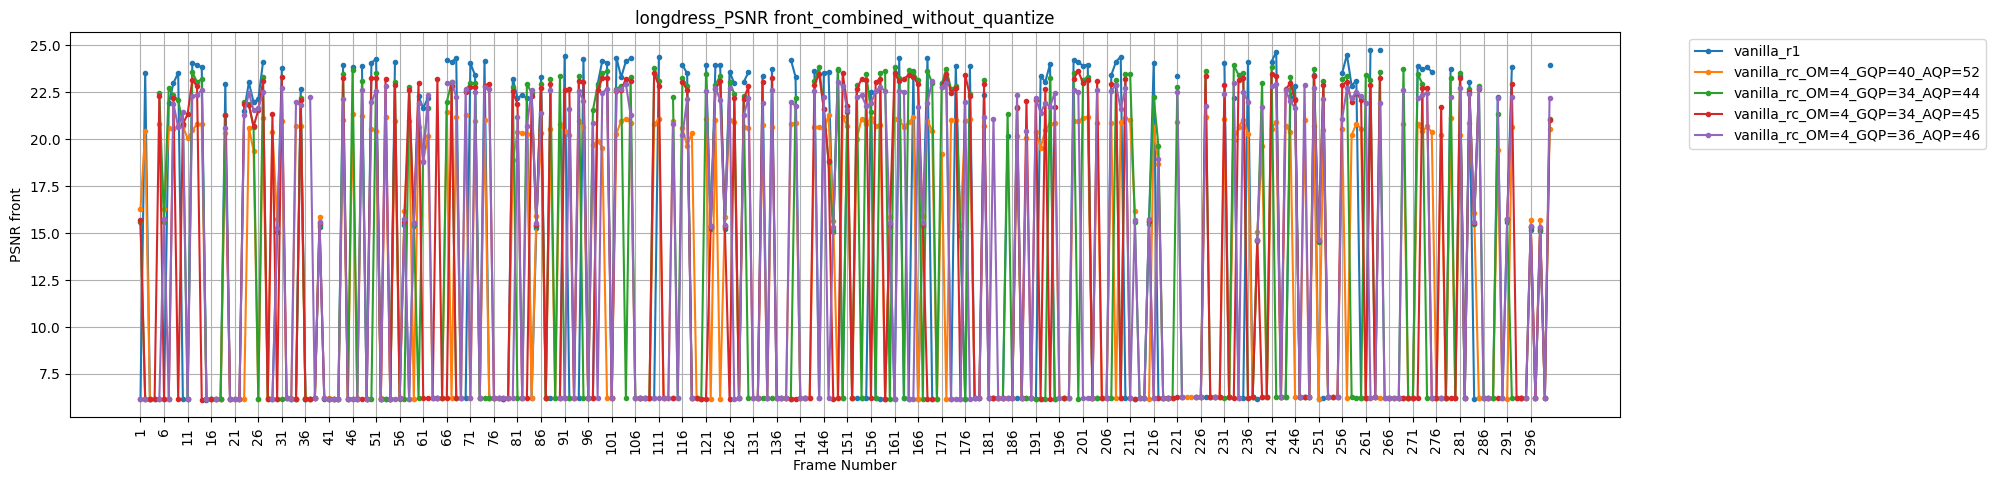 longdress_PSNR front_combined_without_quantize
25.0
22.5
20.0
17.5
15.0
12.5
10.0
7.5
PSNR front
1 6 11 16 21 26 31 36 41 46 51 56 61 66 71 76 81 86 91 96 101 106 111 116 121 126 131 136 141 146 151 156 161 166 171 176 181 186 191 196 201 206 211 216 221 226 231 236 241 246 251 256 261 266 271 276 281 286 291 296
Frame Number
vanilla_r1
vanilla_rc_OM=4_GQP=40_AQP=52
vanilla_rc_OM=4_GQP=34_AQP=44
vanilla_rc_OM=4_GQP=34_AQP=45
vanilla_rc_OM=4_GQP=36_AQP=46